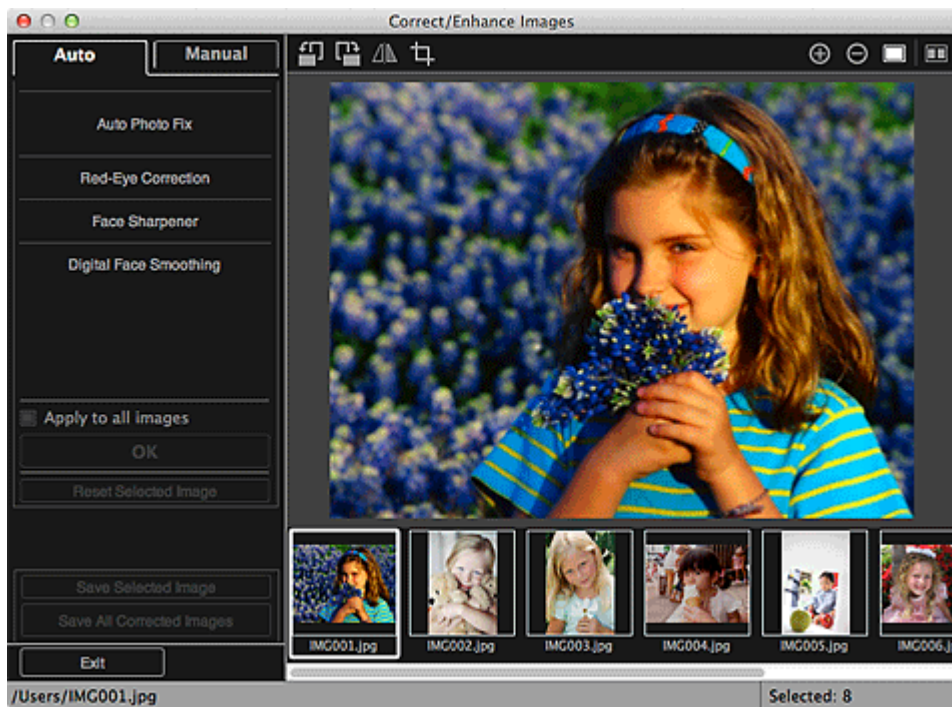 Correct/Enhance Images
Auto
Manual
Auto Photo Fix
Red-Eye Correction
Face Sharpener
Digital Face Smoothing
Apply to all images
OK
Reset Selected Image
Save Selected Image
Save All Corrected Images
Exit
IMG001.jpg
IMG002.jpg
IMG003.jpg
IMG004.jpg
IMG005.jpg
IMG006.j
/Users/IMG001.jpg
Selected: 8